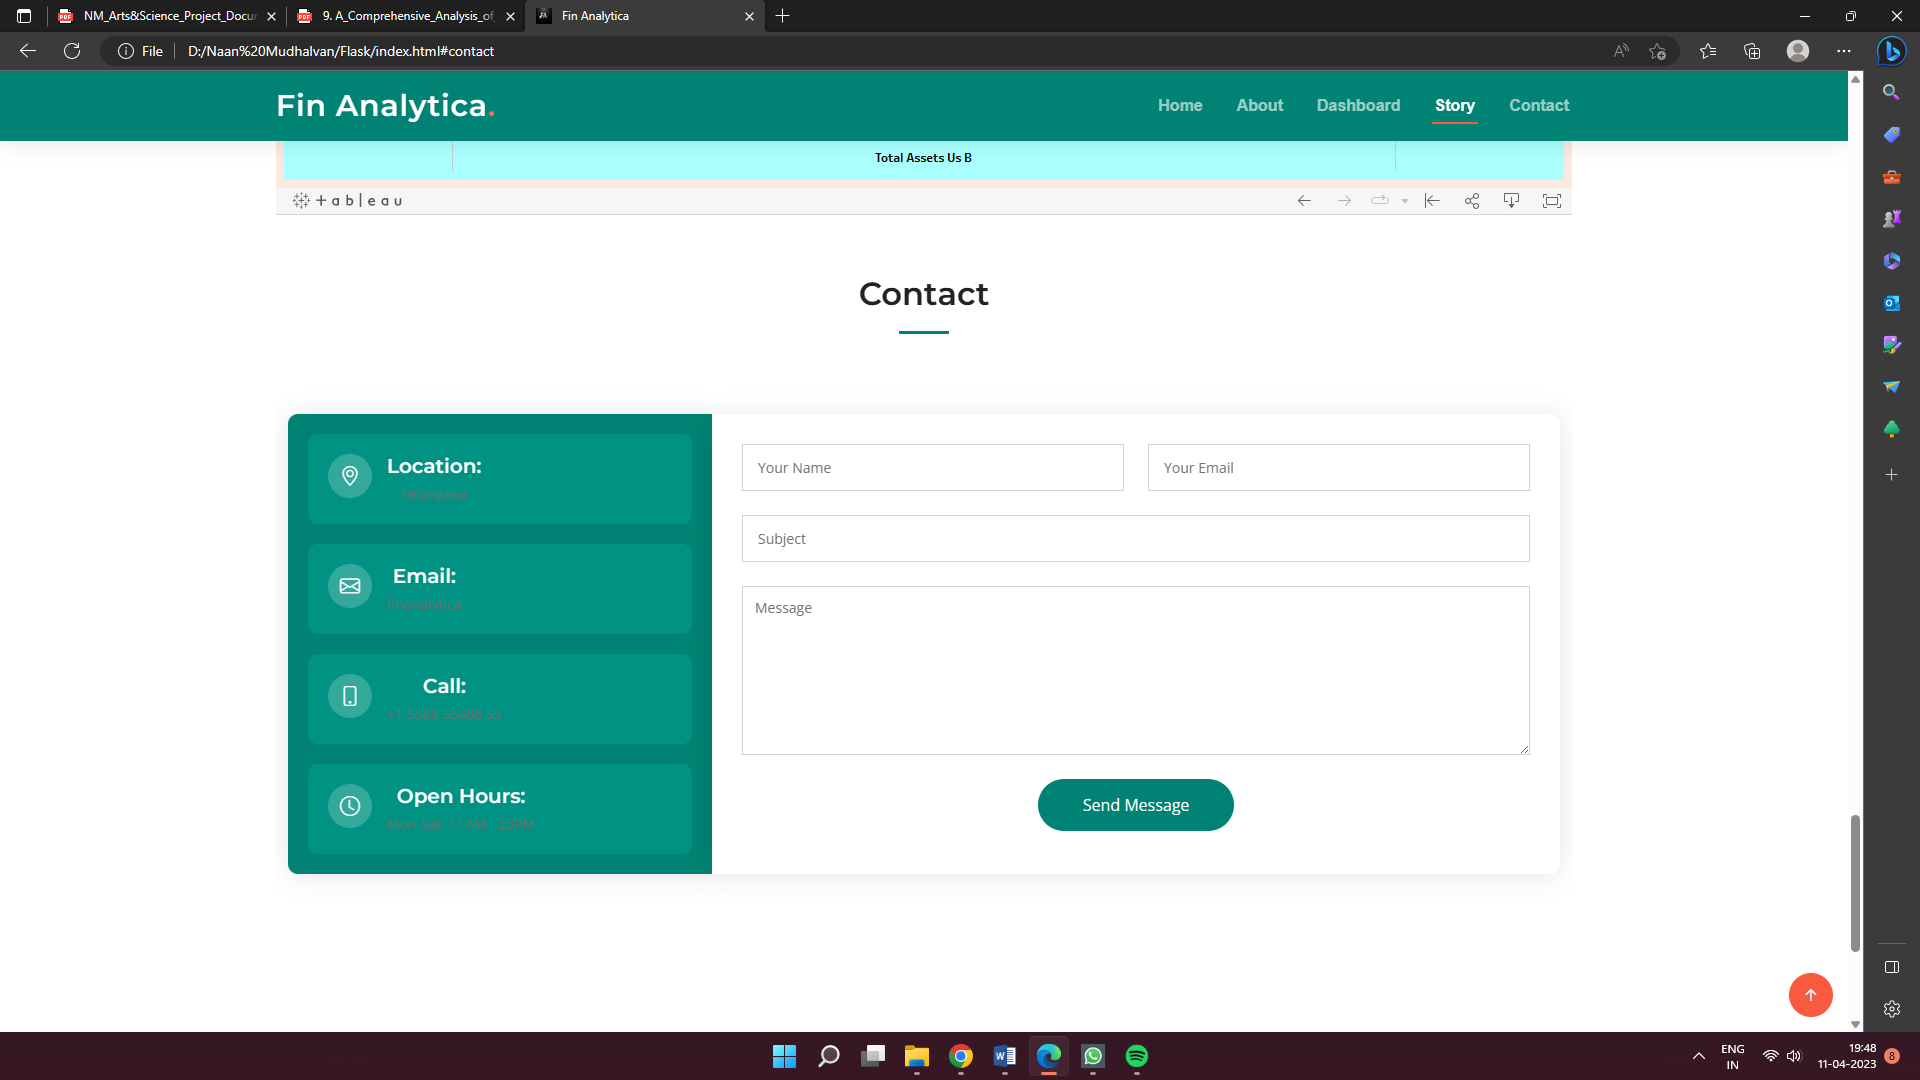 NM_Arts&Science_Project_Docu
9. A_Comprehensive_Analysis_of_
Fin Analytica
File
D:/Naan%20Mudhalvan/Flask/index.html#contact
Fin Analytica.
Home
About
Dashboard
Story
Contact
Total Assets Us B
+ a b | e a u
Contact
Location:
Telangana
Email:
finanalytica
Call:
+1 5589 55488 55
Open Hours:
Mon-Sat: 11AM - 23PM
Your Name
Your Email
Subject
Message
Send Message
ENG
IN
19:48
11-04-2023
8